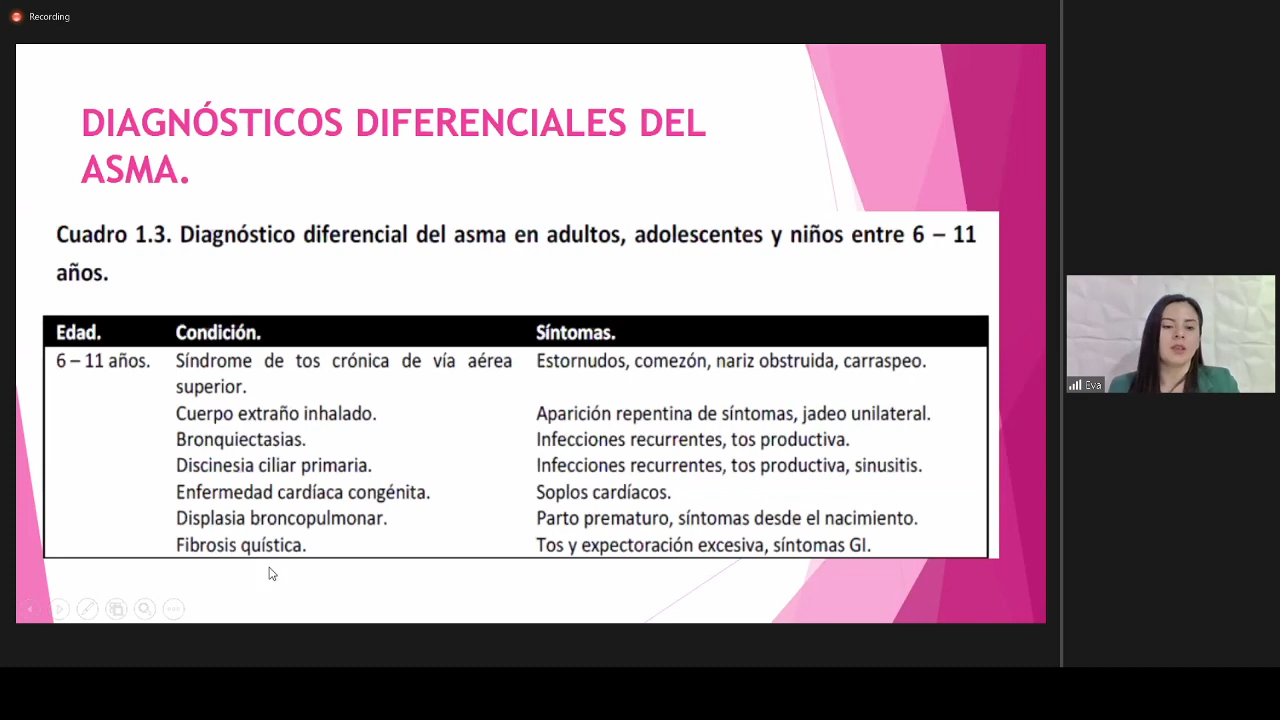 Recording
DIAGNÓSTICOS DIFERENCIALES DEL
ASMA.
Cuadro 1.3. Diagnóstico diferencial del asma en adultos, adolescentes y niños entre 6 – 11
años.
Edad. Condición. Síntomas.
6 – 11 años. Síndrome de tos crónica de vía aérea Estornudos, comezón, nariz obstruida, carraspeo.
superior.
Cuerpo extraño inhalado. Aparición repentina de síntomas, jadeo unilateral.
Bronquiectasias. Infecciones recurrentes, tos productiva.
Discinesia ciliar primaria. Infecciones recurrentes, tos productiva, sinusitis.
Enfermedad cardíaca congénita. Soplos cardíacos.
Displasia broncopulmonar. Parto prematuro, síntomas desde el nacimiento.
Fibrosis quística. Tos y expectoración excesiva, síntomas GI.
Eva